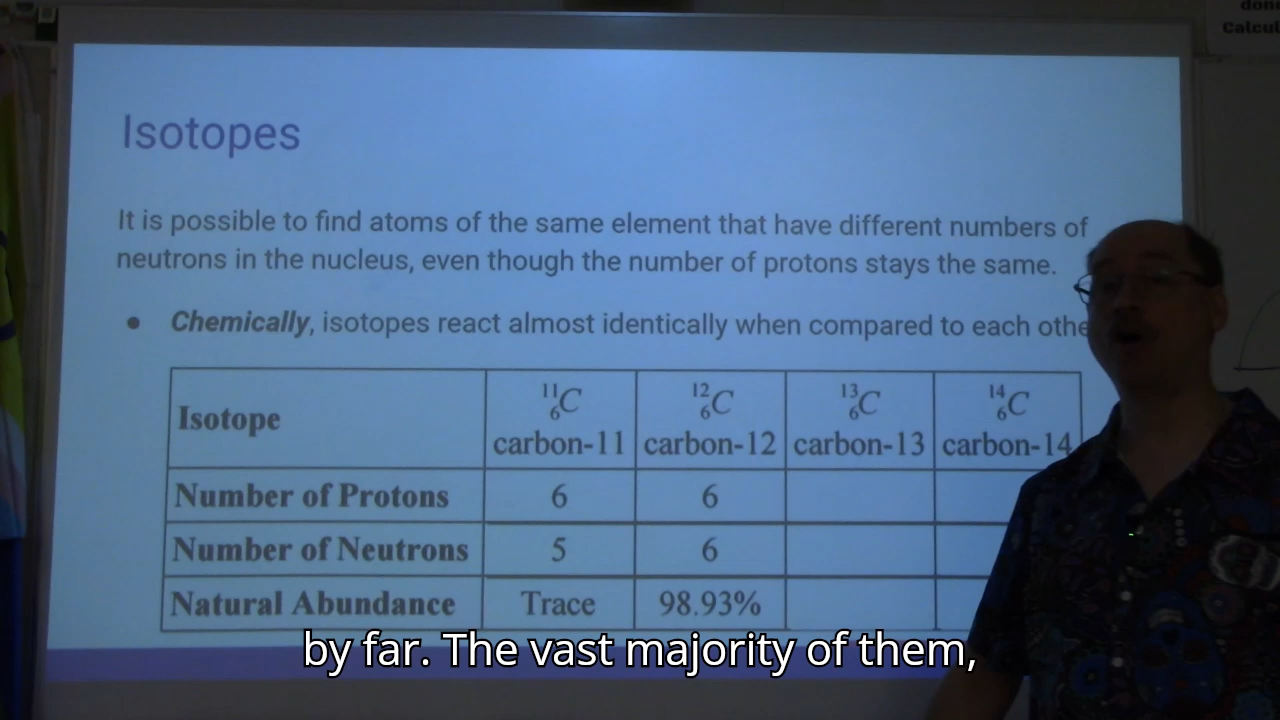 Isotopes
It is possible to find atoms of the same element that have different numbers of
neutrons in the nucleus, even though the number of protons stays the same.
• Chemically, isotopes react almost identically when compared to each othe
Isotope ¹¹₆C carbon-11 ¹²₆C carbon-12 ¹³₆C carbon-13 ¹⁴₆C carbon-14
Number of Protons 6 6
Number of Neutrons 5 6
Natural Abundance Trace 98.93%
by far. The vast majority of them,